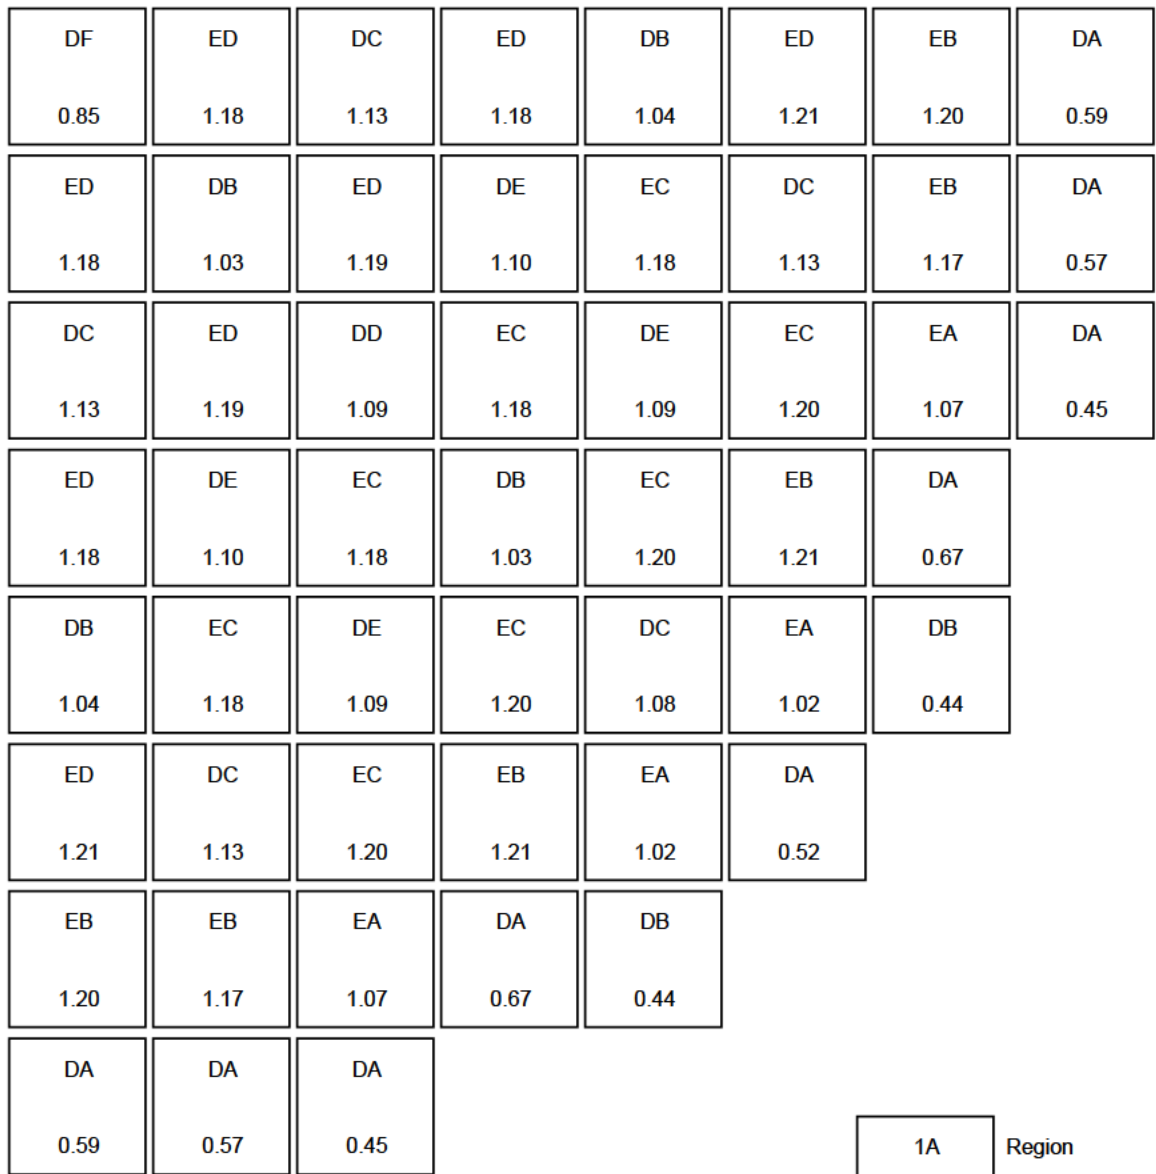 DF ED DC ED DB ED EB DA
0.85 1.18 1.13 1.18 1.04 1.21 1.20 0.59
ED DB ED DE EC DC EB DA
1.18 1.03 1.19 1.10 1.18 1.13 1.17 0.57
DC ED DD EC DE EC EA DA
1.13 1.19 1.09 1.18 1.09 1.20 1.07 0.45
ED DE EC DB EC EB DA
1.18 1.10 1.18 1.03 1.20 1.21 0.67
DB EC DE EC DC EA DB
1.04 1.18 1.09 1.20 1.08 1.02 0.44
ED DC EC EB EA DA
1.21 1.13 1.20 1.21 1.02 0.52
EB EB EA DA DB
1.20 1.17 1.07 0.67 0.44
DA DA DA
0.59 0.57 0.45 1A Region